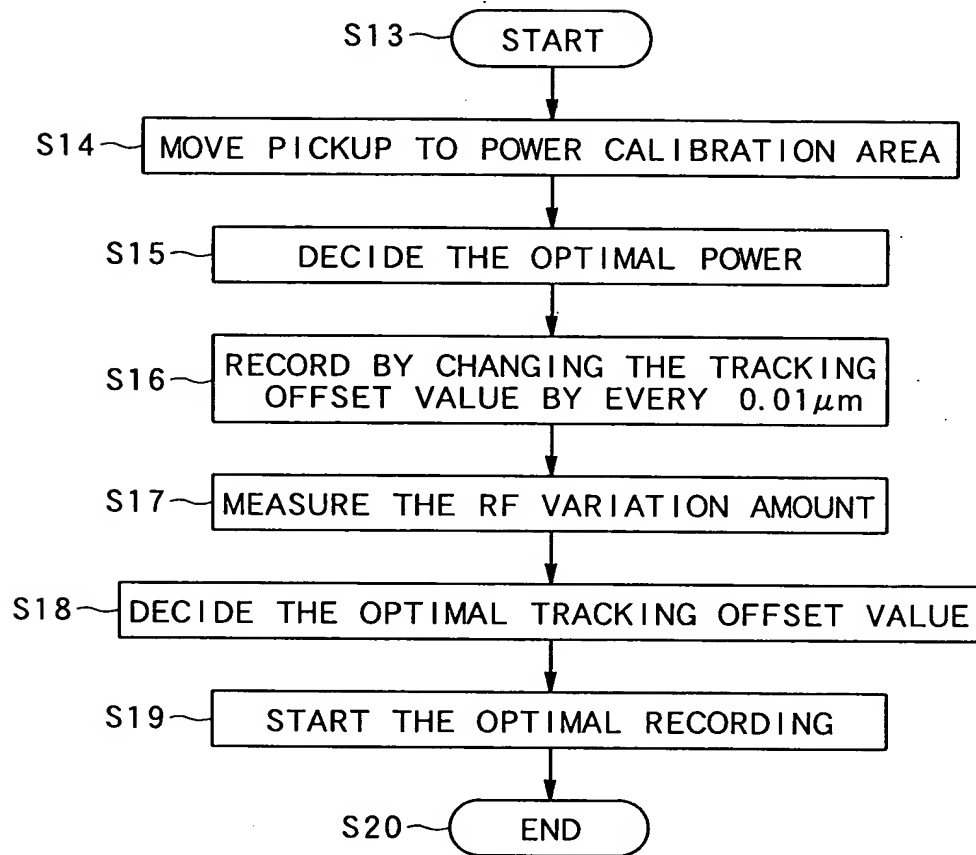 S13 START
S14 MOVE PICKUP TO POWER CALIBRATION AREA
S15 DECIDE THE OPTIMAL POWER
S16 RECORD BY CHANGING THE TRACKING
OFFSET VALUE BY EVERY 0.01μm
S17 MEASURE THE RF VARIATION AMOUNT
S18 DECIDE THE OPTIMAL TRACKING OFFSET VALUE
S19 START THE OPTIMAL RECORDING
S20 END